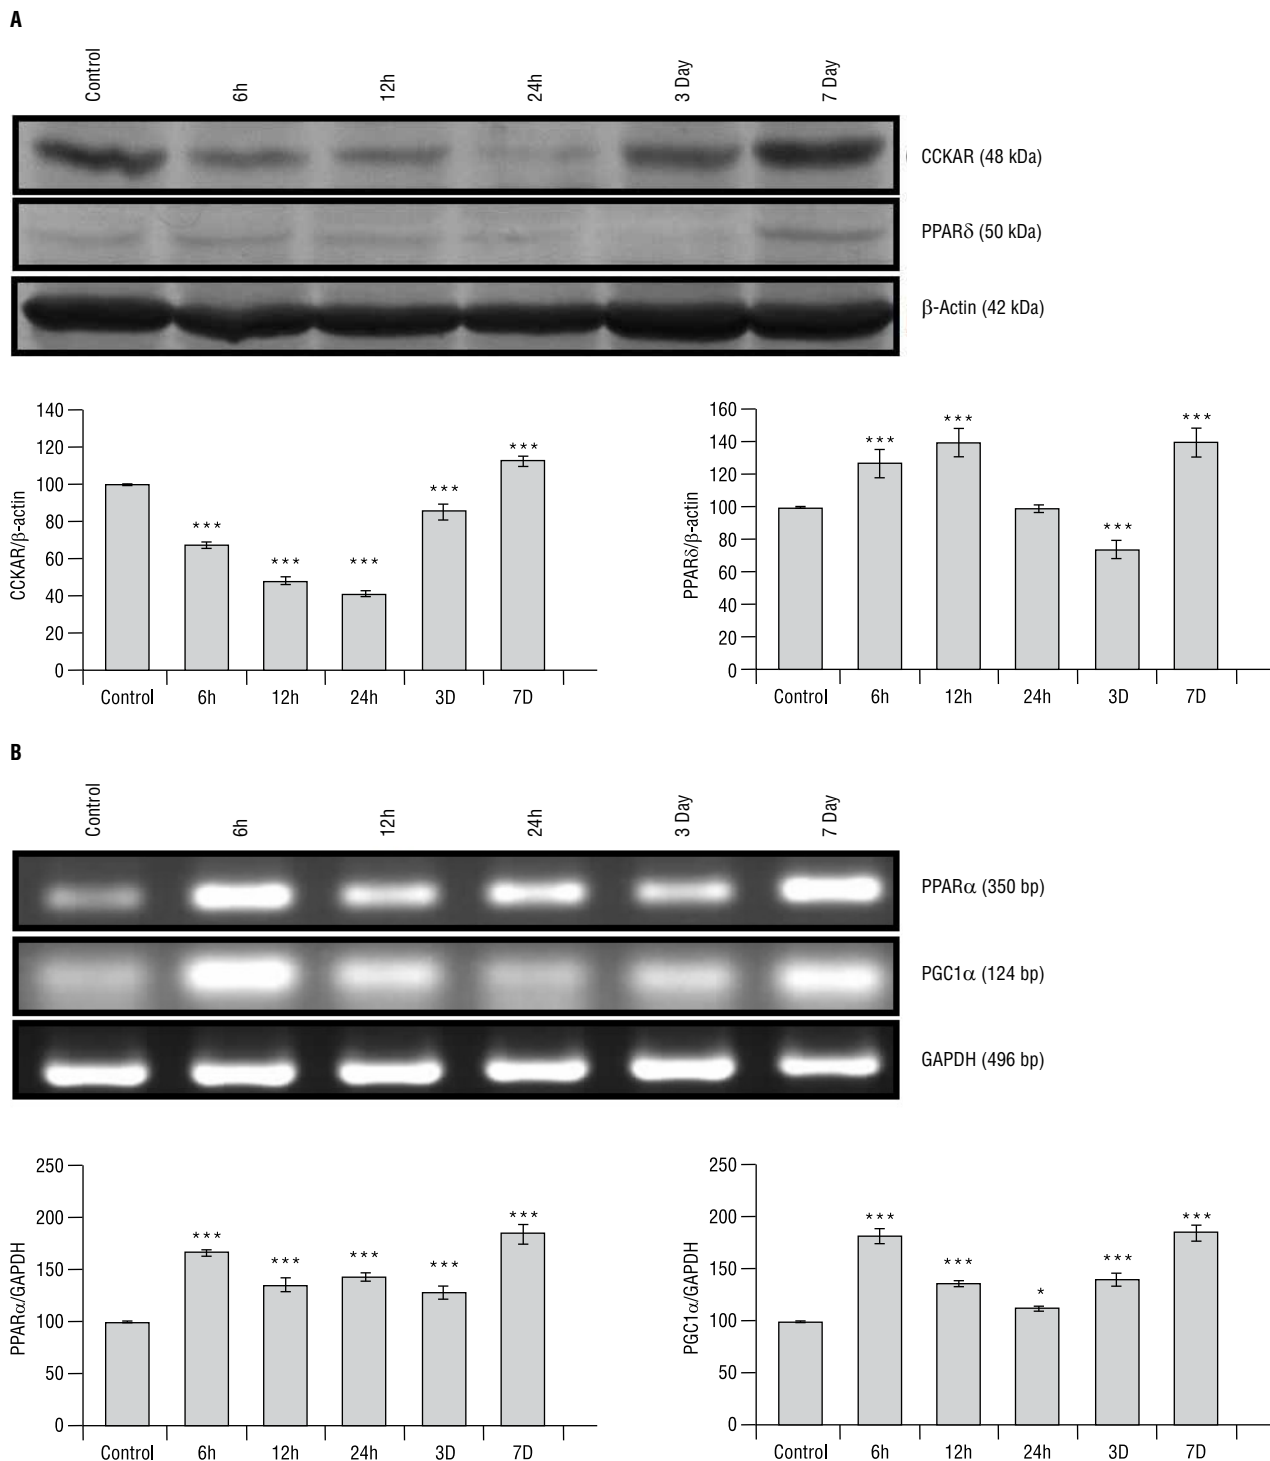 A
Control 6h 12h 24h 3 Day 7 Day
CCKAR (48 kDa)
PPARδ (50 kDa)
β-Actin (42 kDa)
CCKAR/β-actin
140
120
100
80
60
40
20
0
*** *** *** *** ***
Control 6h 12h 24h 3D 7D
PPARδ/β-actin
160
140
120
100
80
60
40
20
0
*** *** *** ***
Control 6h 12h 24h 3D 7D
B
Control 6h 12h 24h 3 Day 7 Day
PPARα (350 bp)
PGC1α (124 bp)
GAPDH (496 bp)
PPARα/GAPDH
250
200
150
100
50
0
*** *** *** *** ***
Control 6h 12h 24h 3D 7D
PGC1α/GAPDH
250
200
150
100
50
0
*** *** * *** ***
Control 6h 12h 24h 3D 7D